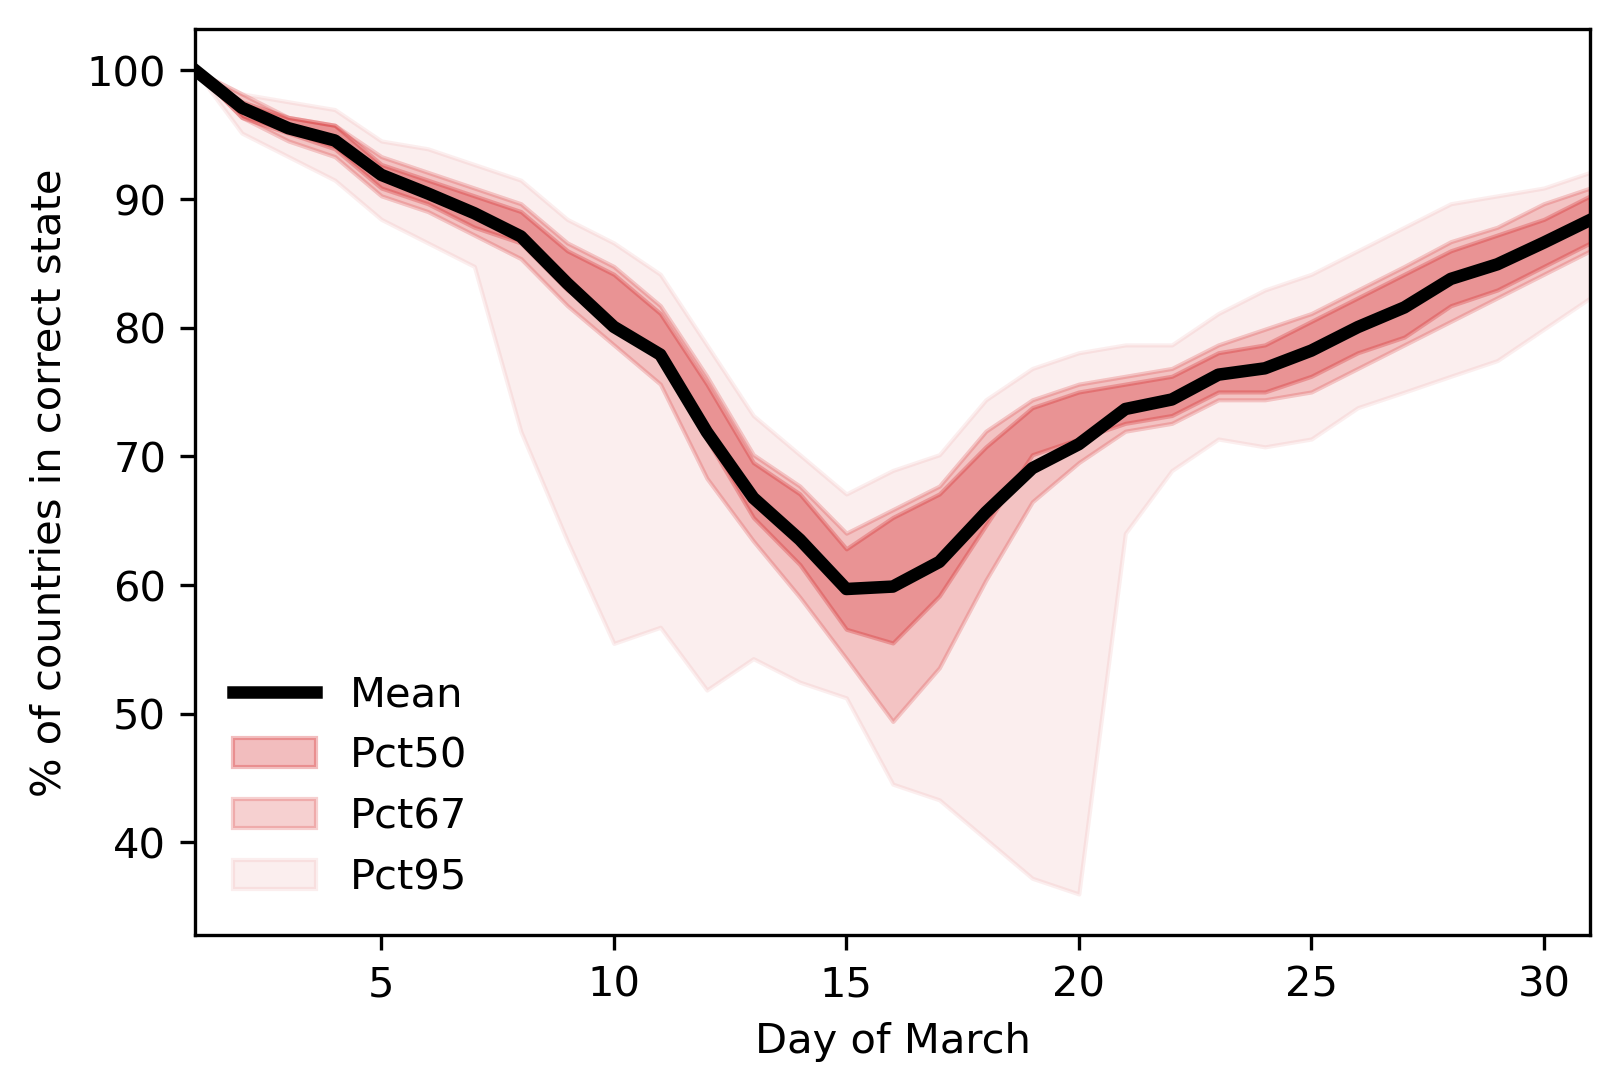 % of countries in correct state
100
90
80
70
60
50
40
Mean
Pct50
Pct67
Pct95
5 10 15 20 25 30
Day of March